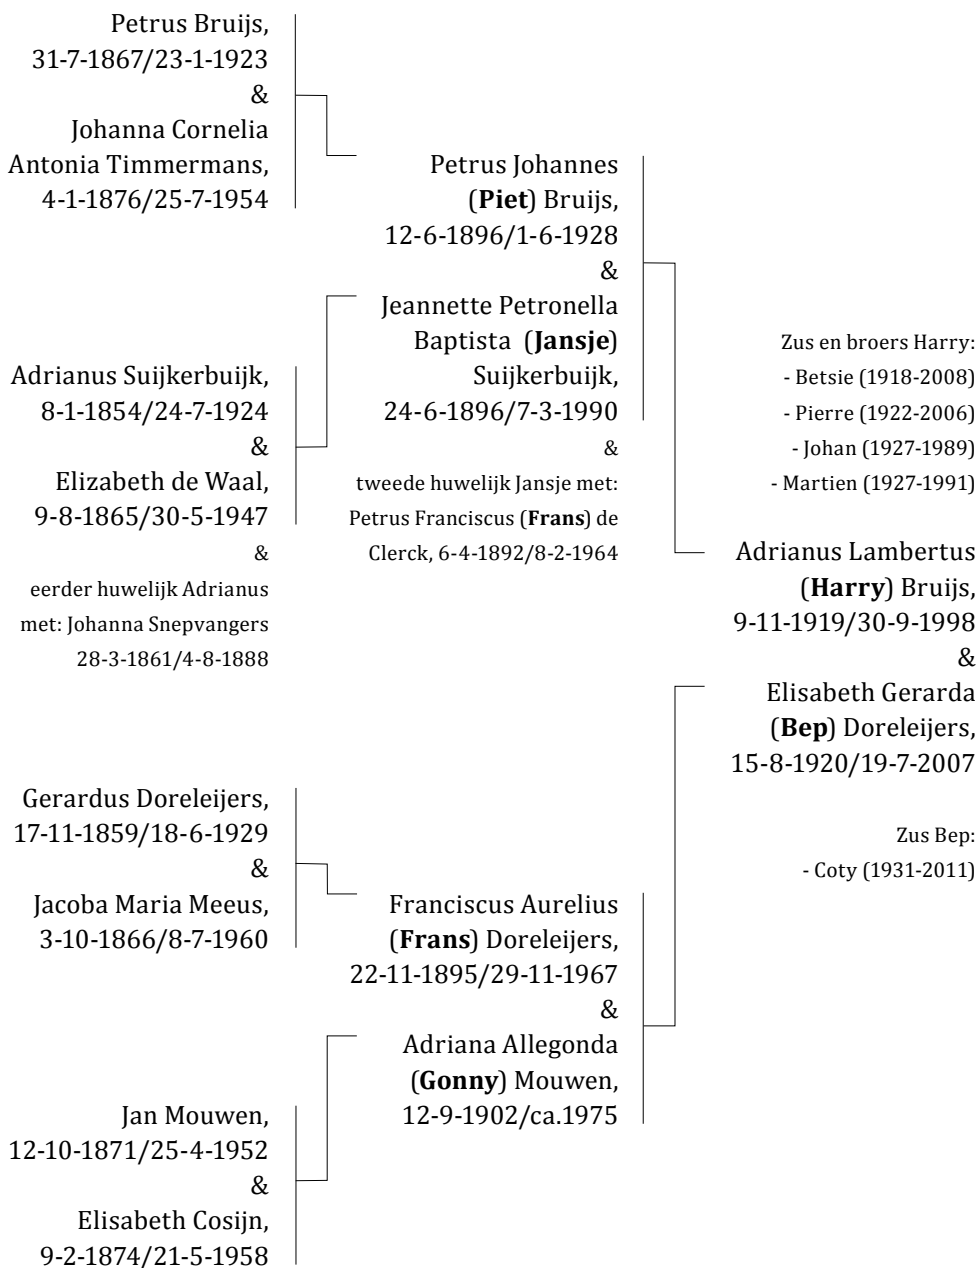 Petrus Bruijs,
31-7-1867/23-1-1923
&
Johanna Cornelia
Antonia Timmermans,
4-1-1876/25-7-1954
Adrianus Suijkerbuijk,
8-1-1854/24-7-1924
&
Elizabeth de Waal,
9-8-1865/30-5-1947
&
eerder huwelijk Adrianus
met: Johanna Snepvangers
28-3-1861/4-8-1888
Gerardus Doreleijers,
17-11-1859/18-6-1929
&
Jacoba Maria Meeus,
3-10-1866/8-7-1960
Jan Mouwen,
12-10-1871/25-4-1952
&
Elisabeth Cosijn,
9-2-1874/21-5-1958
Petrus Johannes
(Piet) Bruijs,
12-6-1896/1-6-1928
&
Jeannette Petronella
Baptista (Jansje)
Suijkerbuijk,
24-6-1896/7-3-1990
&
tweede huwelijk Jansje met:
Petrus Franciscus (Frans) de
Clerck, 6-4-1892/8-2-1964
Franciscus Aurelius
(Frans) Doreleijers,
22-11-1895/29-11-1967
&
Adriana Allegonda
(Gonny) Mouwen,
12-9-1902/ca.1975
Zus en broers Harry:
- Betsie (1918-2008)
- Pierre (1922-2006)
- Johan (1927-1989)
- Martien (1927-1991)
Adrianus Lambertus
(Harry) Bruijs,
9-11-1919/30-9-1998
&
Elisabeth Gerarda
(Bep) Doreleijers,
15-8-1920/19-7-2007
Zus Bep:
- Coty (1931-2011)